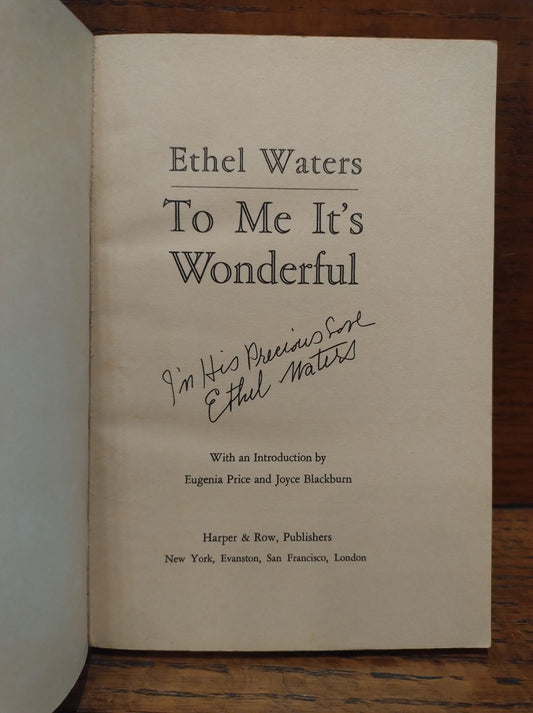 Ethel Waters
To Me It's
Wonderful
In His Precious Love
Ethel Waters
With an Introduction by
Eugenia Price and Joyce Blackburn
Harper & Row, Publishers
New York, Evanston, San Francisco, London